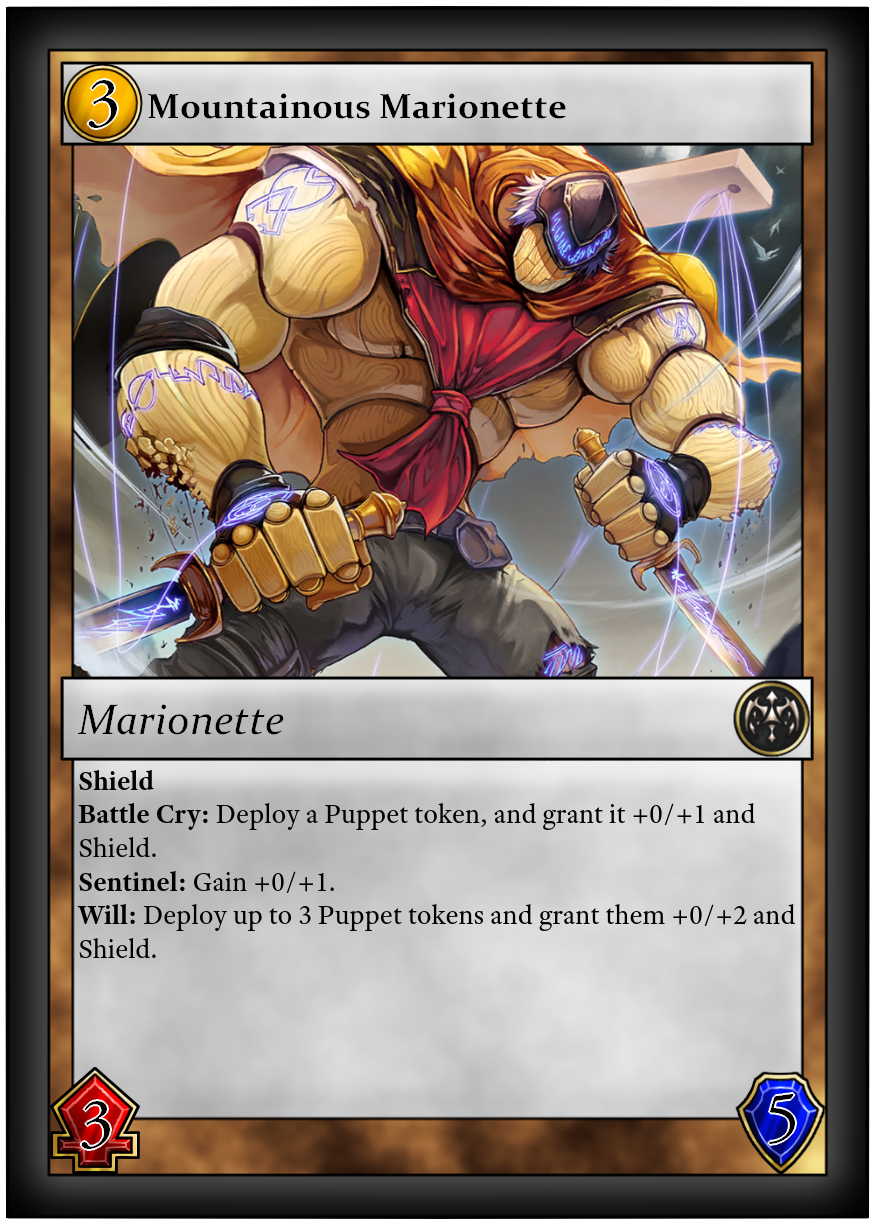 3
Mountainous Marionette
Marionette
Shield
Battle Cry: Deploy a Puppet token, and grant it +0/+1 and
Shield.
Sentinel: Gain +0/+1.
Will: Deploy up to 3 Puppet tokens and grant them +0/+2 and
Shield.
3
5